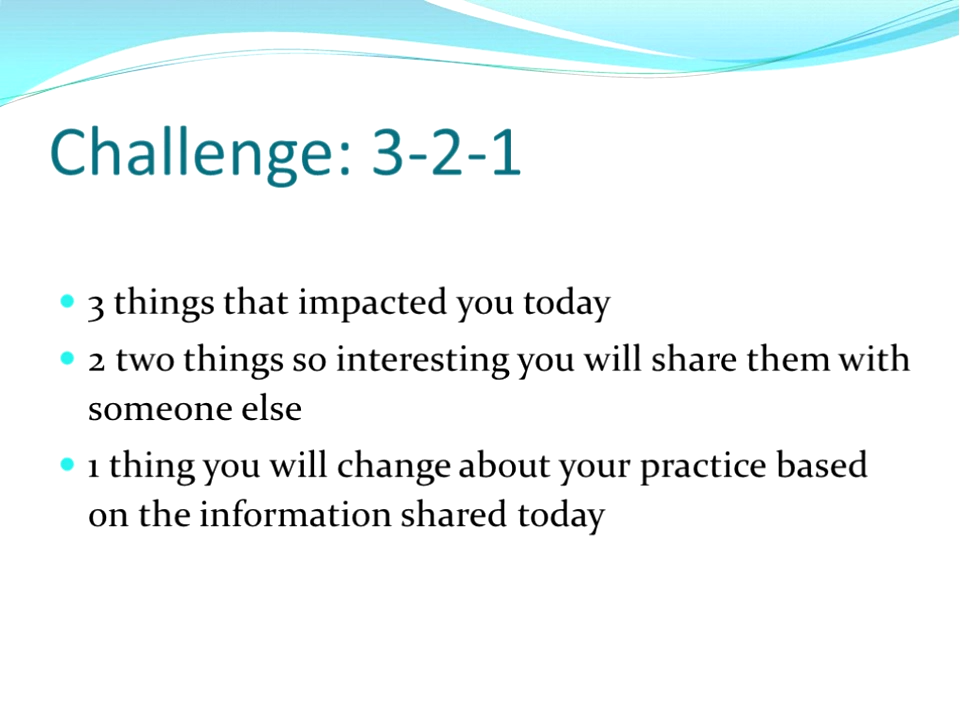 Challenge: 3-2-1
• 3 things that impacted you today
• 2 two things so interesting you will share them with
someone else
• 1 thing you will change about your practice based
on the information shared today